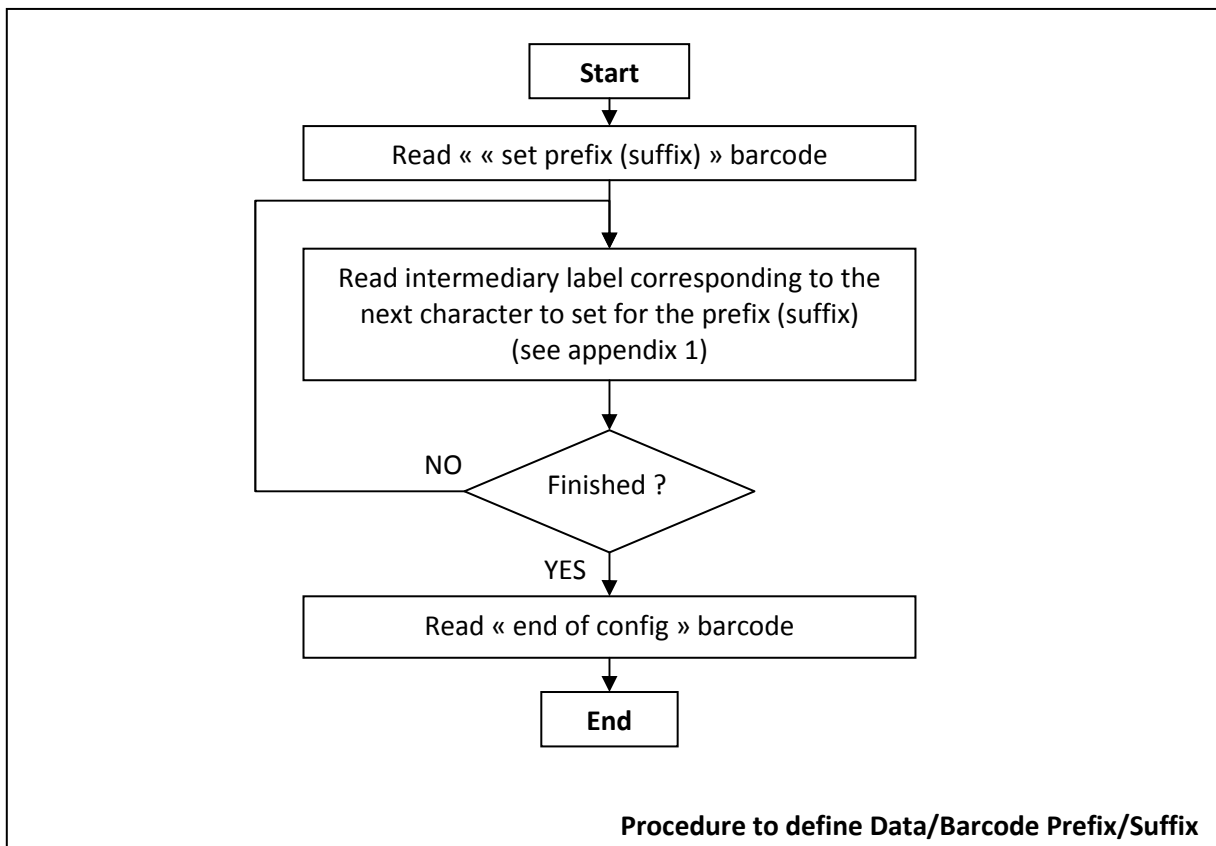 Start
Read « « set prefix (suffix) » barcode
Read intermediary label corresponding to the
next character to set for the prefix (suffix)
(see appendix 1)
NO
Finished ?
YES
Read « end of config » barcode
End
Procedure to define Data/Barcode Prefix/Suffix